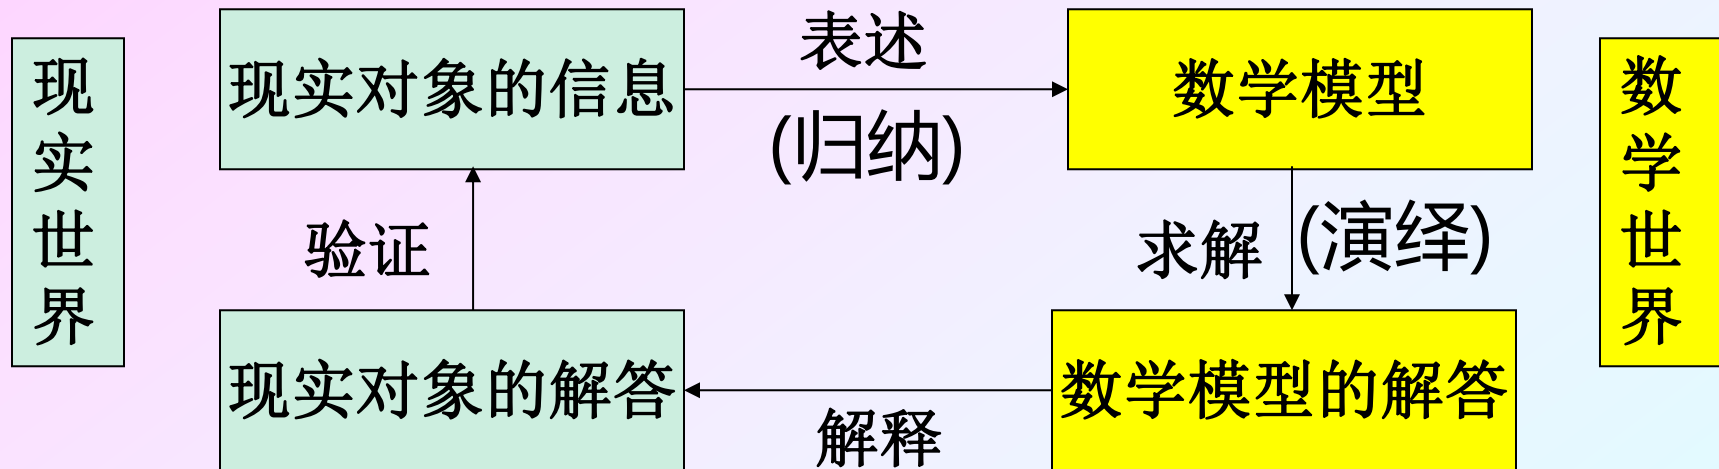 现实世界
现实对象的信息
表述
(归纳)
数学模型
数学世界
验证
求解
(演绎)
现实对象的解答
解释
数学模型的解答